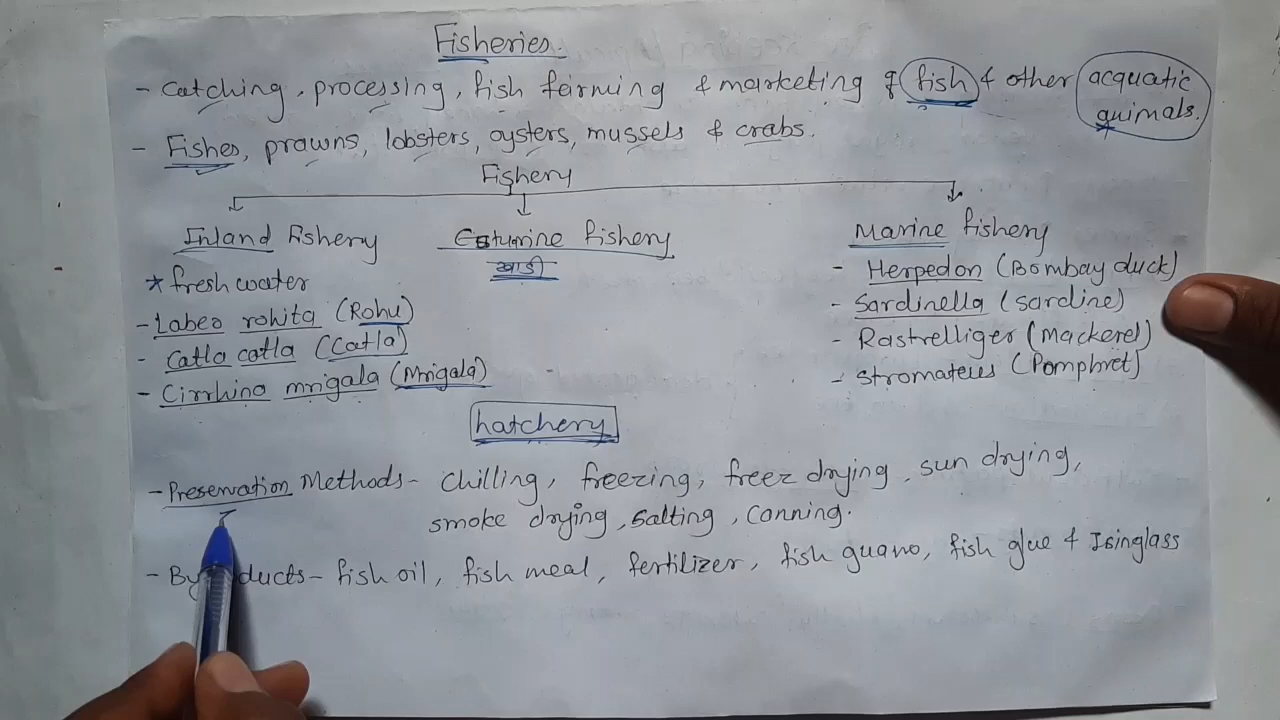 Fisheries.
- Catching, processing, fish farming & marketing of fish & other acquatic animals.
- Fishes, prawns, lobsters, oysters, mussels & crabs.
Fishery
Inland Fishery
* fresh water
- Labeo rohita (Rohu)
- Catla catla (Catla)
- Cirrhino mrigala (Mrigala)
Esturine fishery
खाडी
Marine fishery
- Herpedon (Bombay duck)
- Sardinella (sardine)
- Rastrelliger (Mackerel)
- Stromateus (Pomphret)
hatchery
- Preservation Methods - chilling, freezing, freez drying, sun drying,
smoke drying, salting, canning.
- By ducts - fish oil, fish meal, fertilizer, fish guano, fish glue & Isinglass